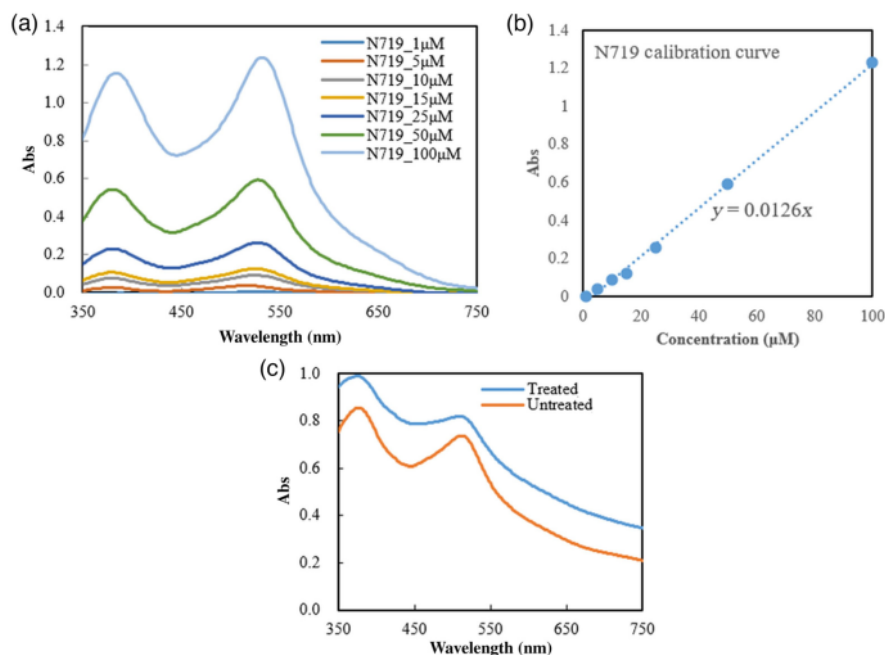 (a)
1.4
1.2
1.0
0.8
0.6
0.4
0.2
0.0
Abs
350
450
550
650
750
Wavelength (nm)
N719_1μM
N719_5μM
N719_10μM
N719_15μM
N719_25μM
N719_50μM
N719_100μM
(b)
1.4
1.2
1
0.8
0.6
0.4
0.2
0
Abs
N719 calibration curve
y = 0.0126x
0
20
40
60
80
100
Concentration (μM)
(c)
1.0
0.8
0.6
0.4
0.2
0.0
Abs
Treated
Untreated
350
450
550
650
750
Wavelength (nm)